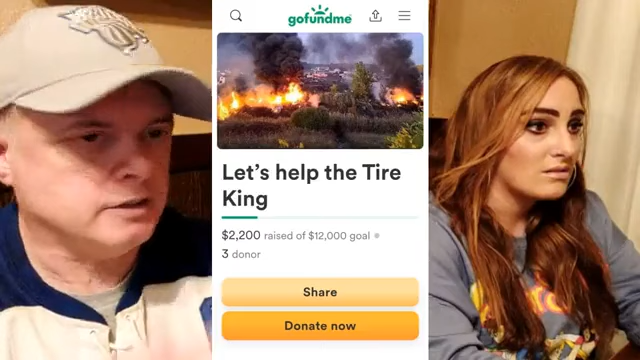 gofundme
Let's help the Tire
King
$2,200 raised of $12,000 goal
3 donor
Share
Donate now